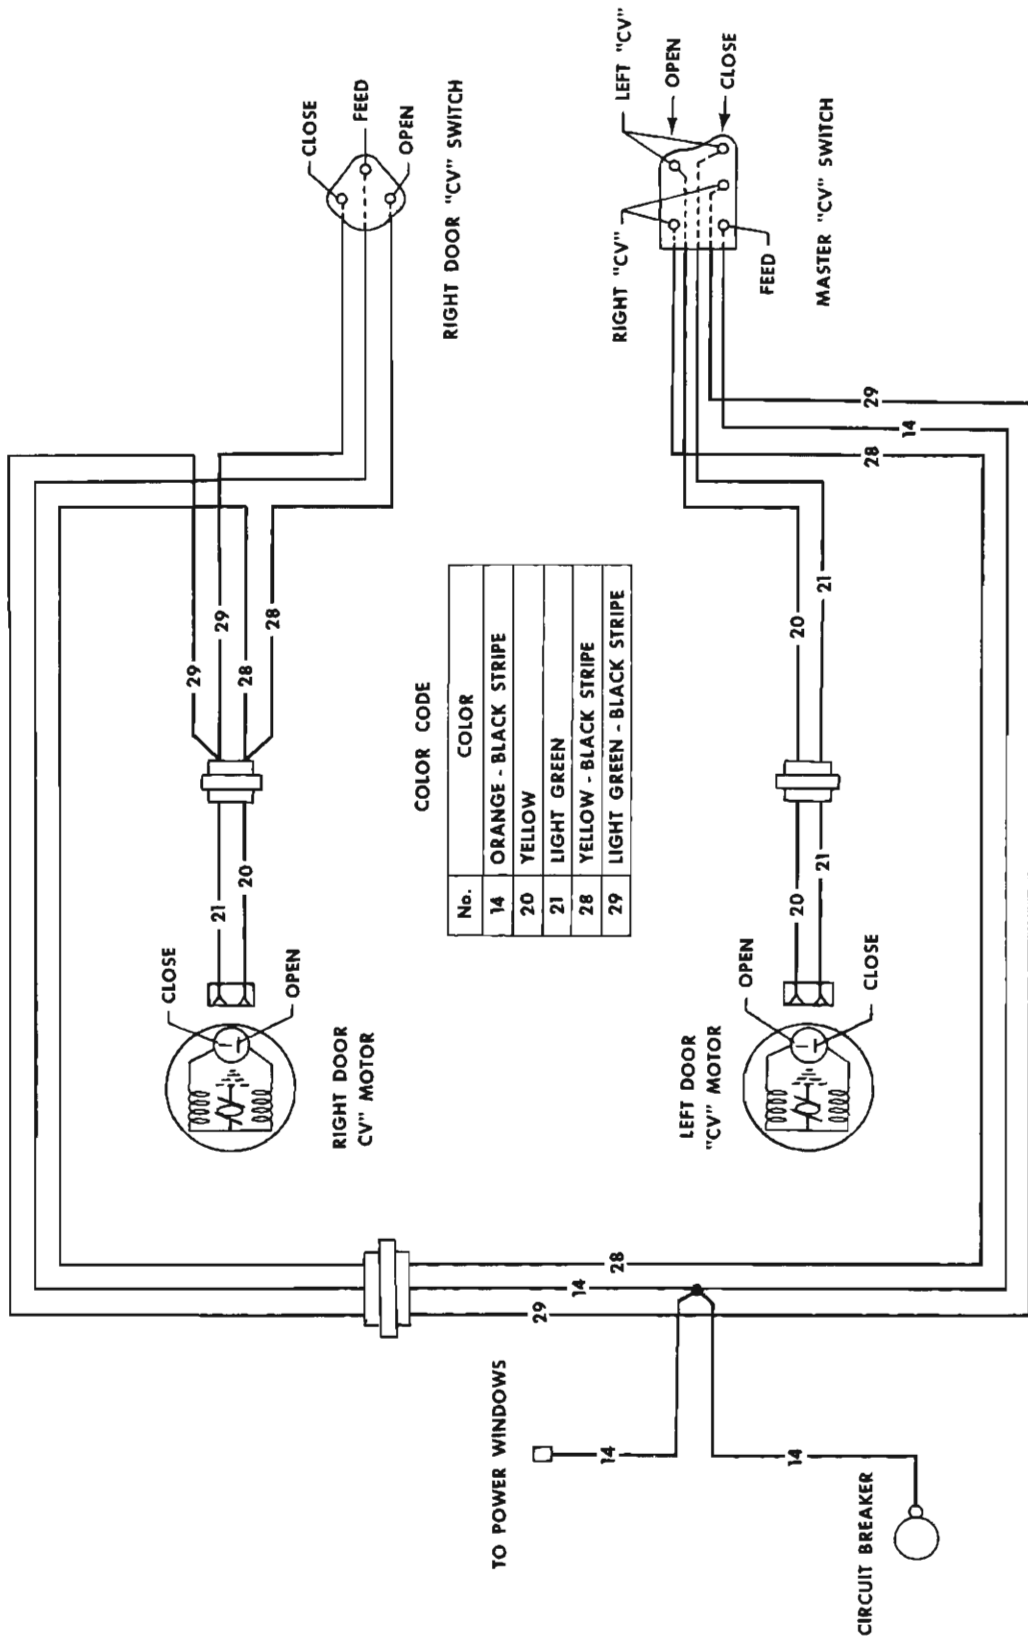 CLOSE
FEED
OPEN
RIGHT DOOR "CV" SWITCH
LEFT "CV"
OPEN
CLOSE
RIGHT "CV"
FEED
MASTER "CV" SWITCH
29
14
28
29
29
28
28
20
21
COLOR CODE
No. COLOR
14 ORANGE - BLACK STRIPE
20 YELLOW
21 LIGHT GREEN
28 YELLOW - BLACK STRIPE
29 LIGHT GREEN - BLACK STRIPE
21
20
20
21
CLOSE
OPEN
RIGHT DOOR
CV" MOTOR
OPEN
CLOSE
LEFT DOOR
"CV" MOTOR
28
14
29
TO POWER WINDOWS
14
14
CIRCUIT BREAKER